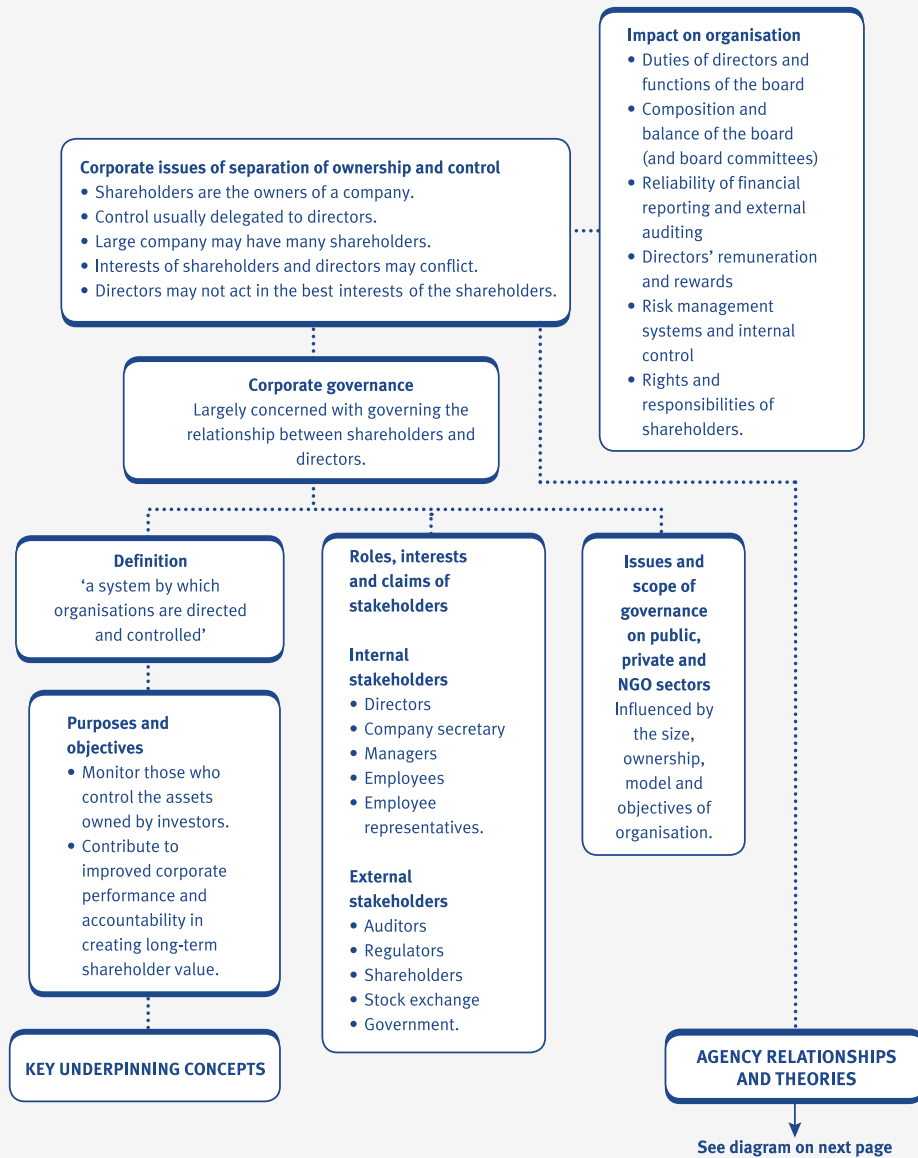 Impact on organisation
• Duties of directors and
functions of the board
• Composition and
balance of the board
(and board committees)
• Reliability of financial
reporting and external
auditing
• Directors' remuneration
and rewards
• Risk management
systems and internal
control
• Rights and
responsibilities of
shareholders.
Corporate issues of separation of ownership and control
• Shareholders are the owners of a company.
• Control usually delegated to directors.
• Large company may have many shareholders.
• Interests of shareholders and directors may conflict.
• Directors may not act in the best interests of the shareholders.
Corporate governance
Largely concerned with governing the
relationship between shareholders and
directors.
Definition
‘a system by which
organisations are directed
and controlled’
Purposes and
objectives
• Monitor those who
control the assets
owned by investors.
• Contribute to
improved corporate
performance and
accountability in
creating long-term
shareholder value.
KEY UNDERPINNING CONCEPTS
Roles, interests
and claims of
stakeholders
Internal
stakeholders
• Directors
• Company secretary
• Managers
• Employees
• Employee
representatives.
External
stakeholders
• Auditors
• Regulators
• Shareholders
• Stock exchange
• Government.
Issues and
scope of
governance
on public,
private and
NGO sectors
Influenced by
the size,
ownership,
model and
objectives of
organisation.
AGENCY RELATIONSHIPS
AND THEORIES
See diagram on next page